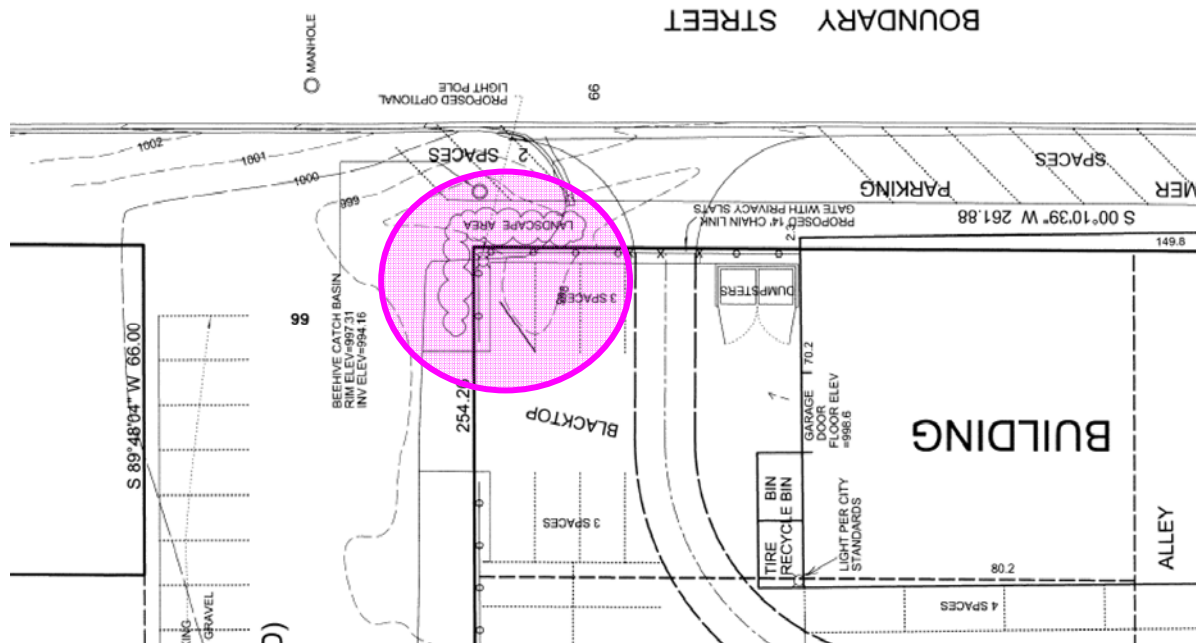 BOUNDARY STREET
MANHOLE
PROPOSED OPTIONAL
LIGHT POLE
66
1002
1001
1000
999
2
SPACES
PARKING
SPACES
S 00°10'39" W 261.88
149.8
PROPOSED 14' CHAIN LINK
GATE WITH PRIVACY SLATS
LANDSCAPE AREA
3 SPACES
998
DUMPSTERS
BEEHIVE CATCH BASIN
RIM ELEV=997.31
INV ELEV=994.16
66
S 89°48'04" W 66.00
BLACKTOP
70.2
GARAGE
DOOR
FLOOR ELEV
=998.6
BUILDING
3 SPACES
TIRE
RECYCLE BIN
BIN
LIGHT PER CITY
STANDARDS
80.2
ALLEY
4 SPACES
GRAVEL